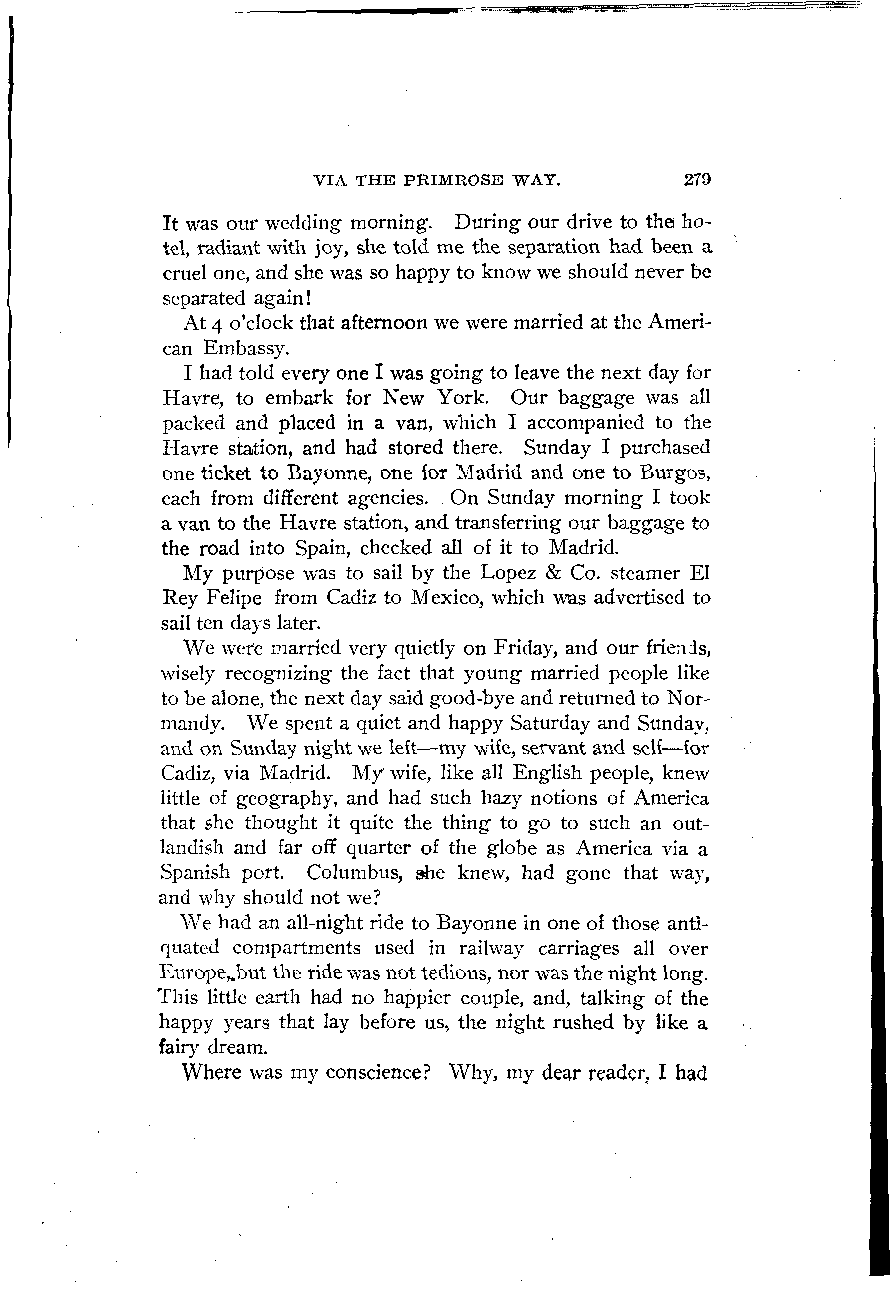 VIA THE PRIMROSE WAY. 279
It was our wedding morning. During our drive to the ho-
tel, radiant with joy, she told me the separation had been a
cruel one, and she was so happy to know we should never be
separated again!
At 4 o'clock that afternoon we were married at the Ameri-
can Embassy.
I had told every one I was going to leave the next day for
Havre, to embark for New York. Our baggage was all
packed and placed in a van, which I accompanied to the
Havre station, and had stored there. Sunday I purchased
one ticket to Bayonne, one for Madrid and one to Burgos,
each from different agencies. On Sunday morning I took
a van to the Havre station, and transferring our baggage to
the road into Spain, checked all of it to Madrid.
My purpose was to sail by the Lopez & Co. steamer El
Rey Felipe from Cadiz to Mexico, which was advertised to
sail ten days later.
We were married very quietly on Friday, and our friends,
wisely recognizing the fact that young married people like
to be alone, the next day said good-bye and returned to Nor-
mandy. We spent a quiet and happy Saturday and Sunday,
and on Sunday night we left—my wife, servant and self—for
Cadiz, via Madrid. My wife, like all English people, knew
little of geography, and had such hazy notions of America
that she thought it quite the thing to go to such an out-
landish and far off quarter of the globe as America via a
Spanish port. Columbus, she knew, had gone that way,
and why should not we?
We had an all-night ride to Bayonne in one of those anti-
quated compartments used in railway carriages all over
Europe, but the ride was not tedious, nor was the night long.
This little earth had no happier couple, and, talking of the
happy years that lay before us, the night rushed by like a
fairy dream.
Where was my conscience? Why, my dear reader, I had